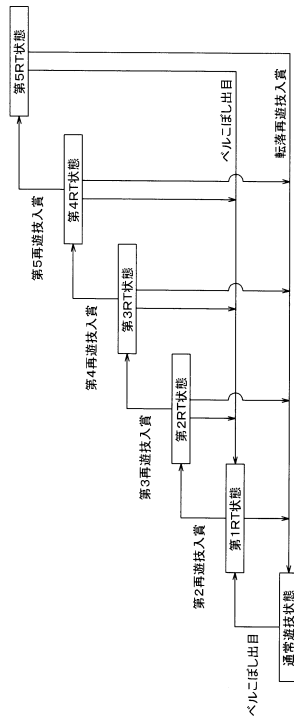 第5RT状態
転落再遊技入賞
ベルこぼし出目
第5再遊技入賞
第4RT状態
第4再遊技入賞
第3RT状態
第3再遊技入賞
第2RT状態
第2再遊技入賞
第1RT状態
ベルこぼし出目
通常遊技状態